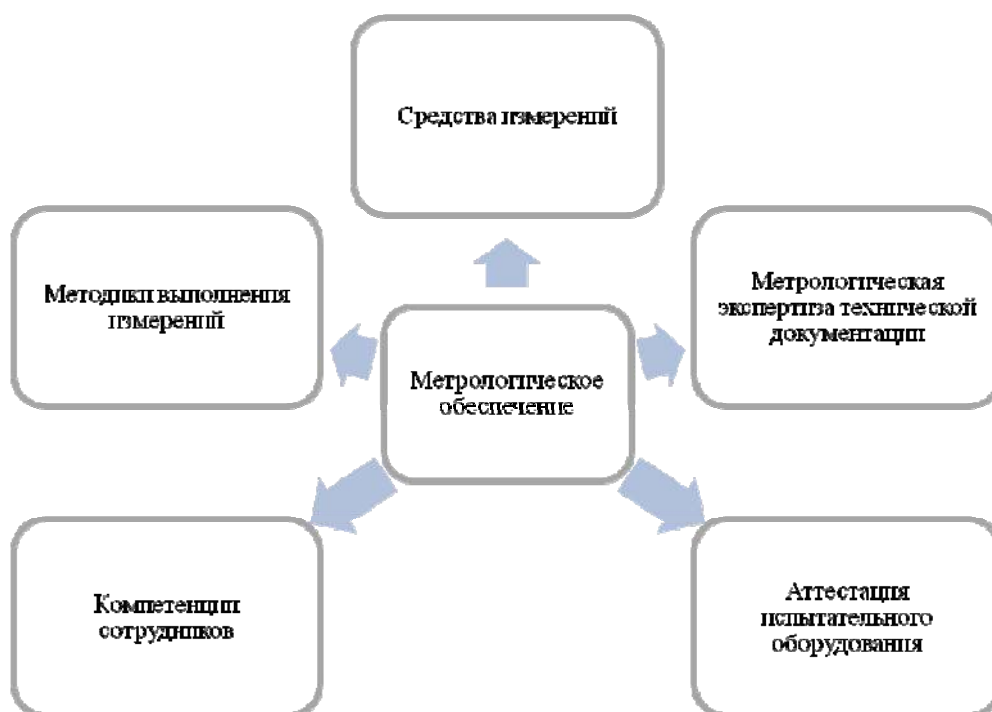 Средства измерений
Методики выполнения
измерений
Метрологическая
экспертиза технической
документации
Метрологическое
обеспечение
Компетенции
сотрудников
Аттестация
испытательного
оборудования